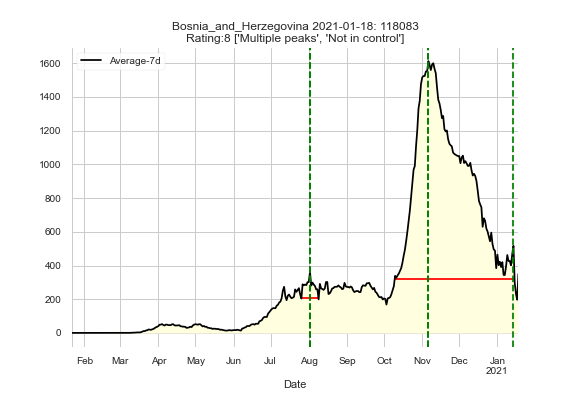 Bosnia_and_Herzegovina 2021-01-18: 118083
Rating:8 ['Multiple peaks', 'Not in control']
Average-7d
1600
1400
1200
1000
800
600
400
200
0
Feb Mar Apr May Jun Jul Aug Sep Oct Nov Dec Jan
2021
Date